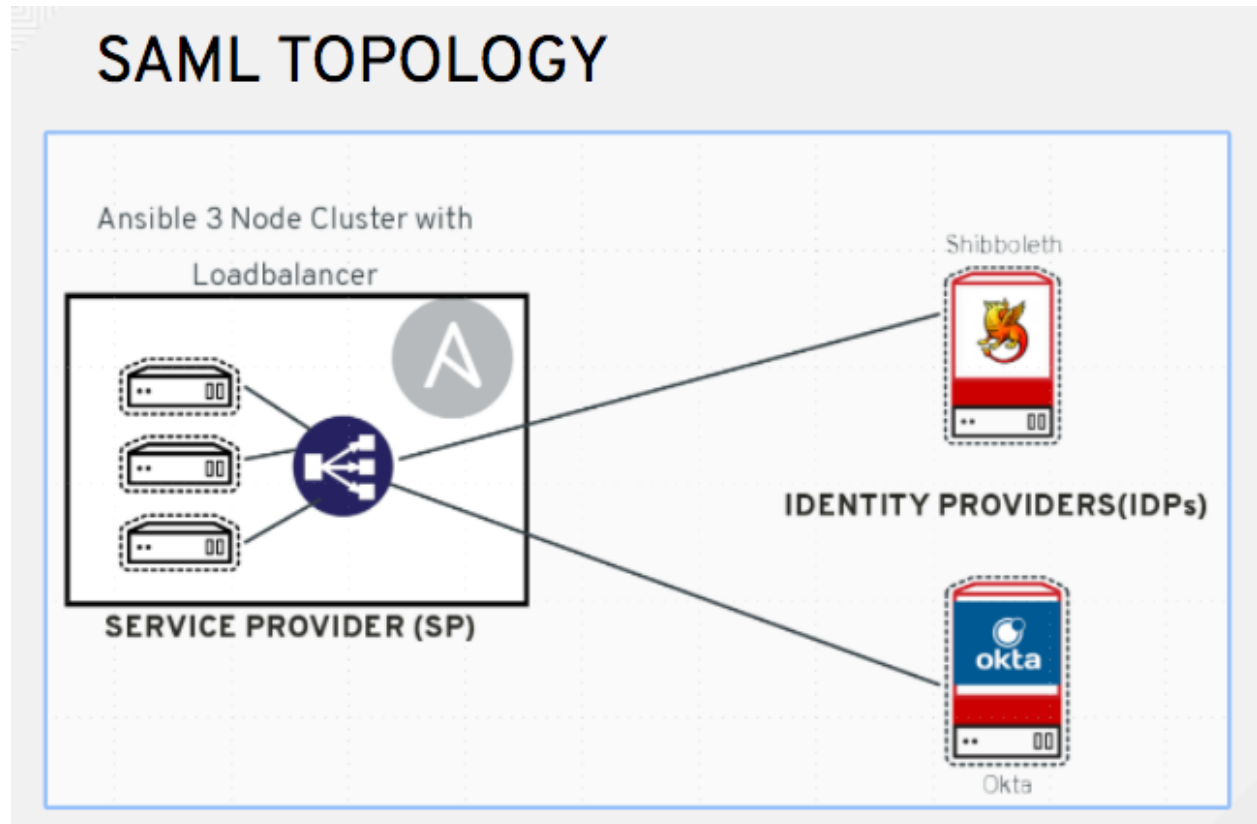 SAML TOPOLOGY
Ansible 3 Node Cluster with
Loadbalancer
SERVICE PROVIDER (SP)
Shibboleth
IDENTITY PROVIDERS(IDPs)
okta
Okta